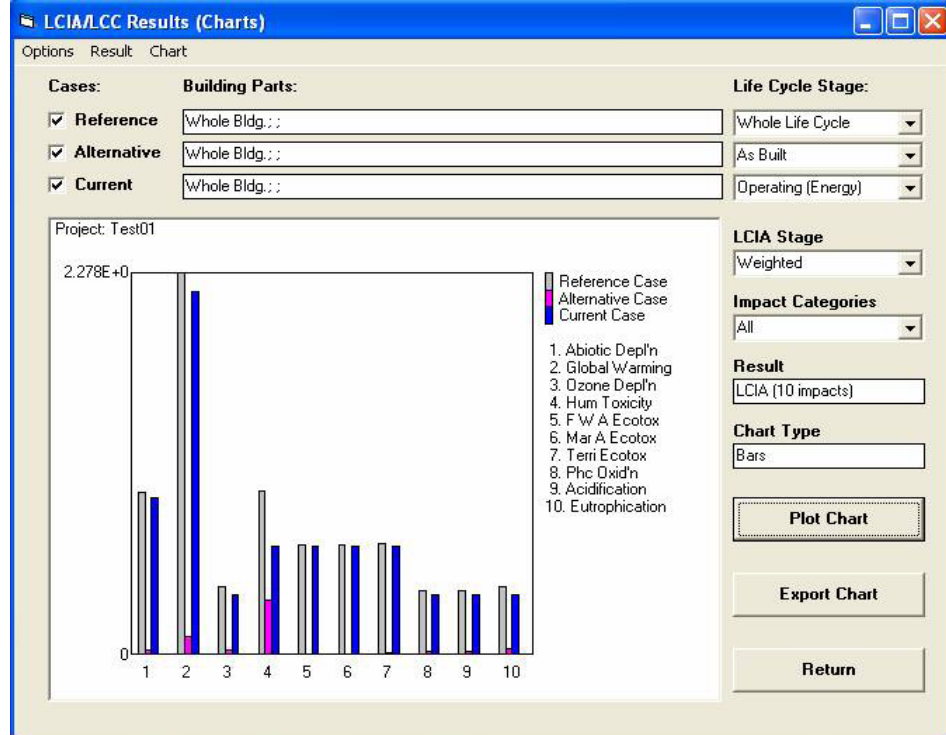 LCIA/LCC Results (Charts)
Options Result Chart
Cases: Building Parts: Life Cycle Stage:
Reference Whole Bldg.; ; Whole Life Cycle
Alternative Whole Bldg.; ; As Built
Current Whole Bldg.; ; Operating (Energy)
Project: Test01
2.278E+0
0
1 2 3 4 5 6 7 8 9 10
Reference Case
Alternative Case
Current Case
1. Abiotic Depl'n
2. Global Warming
3. Ozone Depl'n
4. Hum Toxicity
5. F W A Ecotox
6. Mar A Ecotox
7. Terri Ecotox
8. Phc Oxid'n
9. Acidification
10. Eutrophication
LCIA Stage
Weighted
Impact Categories
All
Result
LCIA (10 impacts)
Chart Type
Bars
Plot Chart
Export Chart
Return